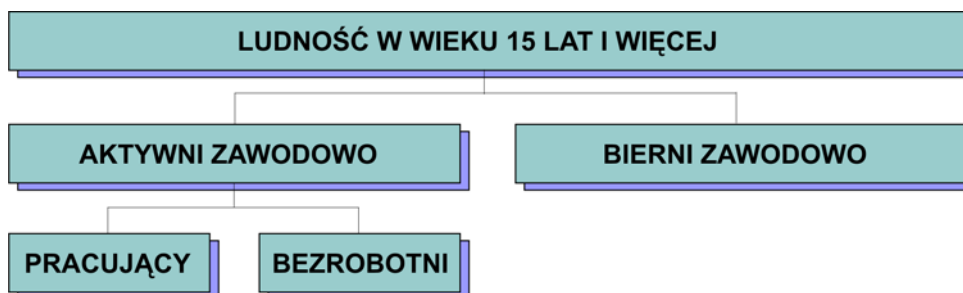 LUDNOŚĆ W WIEKU 15 LAT I WIĘCEJ
AKTYWNI ZAWODOWO
BIERNI ZAWODOWO
PRACUJĄCY
BEZROBOTNI